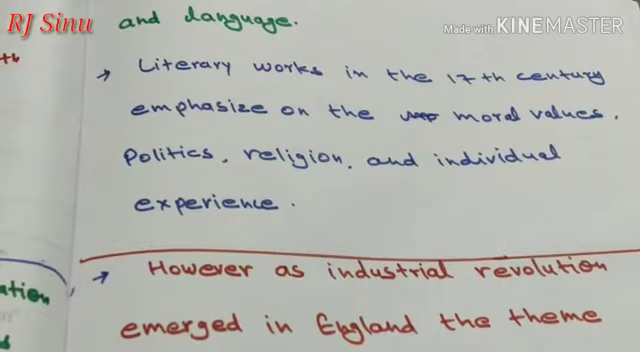 RJ Sinu
Made with KINEMASTER
and language.
→ Literary works in the 17th century
emphasize on the moral values,
politics, religion, and individual
experience.
→ However as industrial revolution
emerged in England the theme